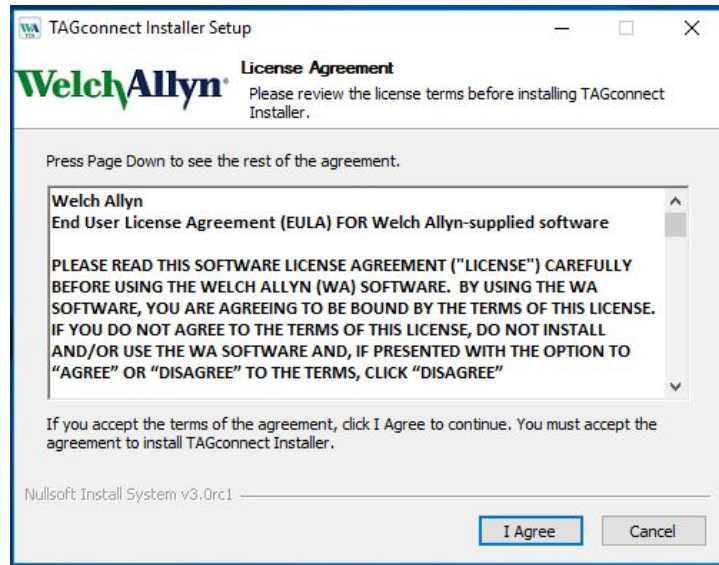 TAGconnect Installer Setup
WelchAllyn
License Agreement
Please review the license terms before installing TAGconnect
Installer.
Press Page Down to see the rest of the agreement.
Welch Allyn
End User License Agreement (EULA) FOR Welch Allyn-supplied software
PLEASE READ THIS SOFTWARE LICENSE AGREEMENT ("LICENSE") CAREFULLY
BEFORE USING THE WELCH ALLYN (WA) SOFTWARE.  BY USING THE WA
SOFTWARE, YOU ARE AGREEING TO BE BOUND BY THE TERMS OF THIS LICENSE.
IF YOU DO NOT AGREE TO THE TERMS OF THIS LICENSE, DO NOT INSTALL
AND/OR USE THE WA SOFTWARE AND, IF PRESENTED WITH THE OPTION TO
“AGREE” OR “DISAGREE” TO THE TERMS, CLICK “DISAGREE”
If you accept the terms of the agreement, click I Agree to continue. You must accept the
agreement to install TAGconnect Installer.
Nullsoft Install System v3.0rc1
I Agree
Cancel